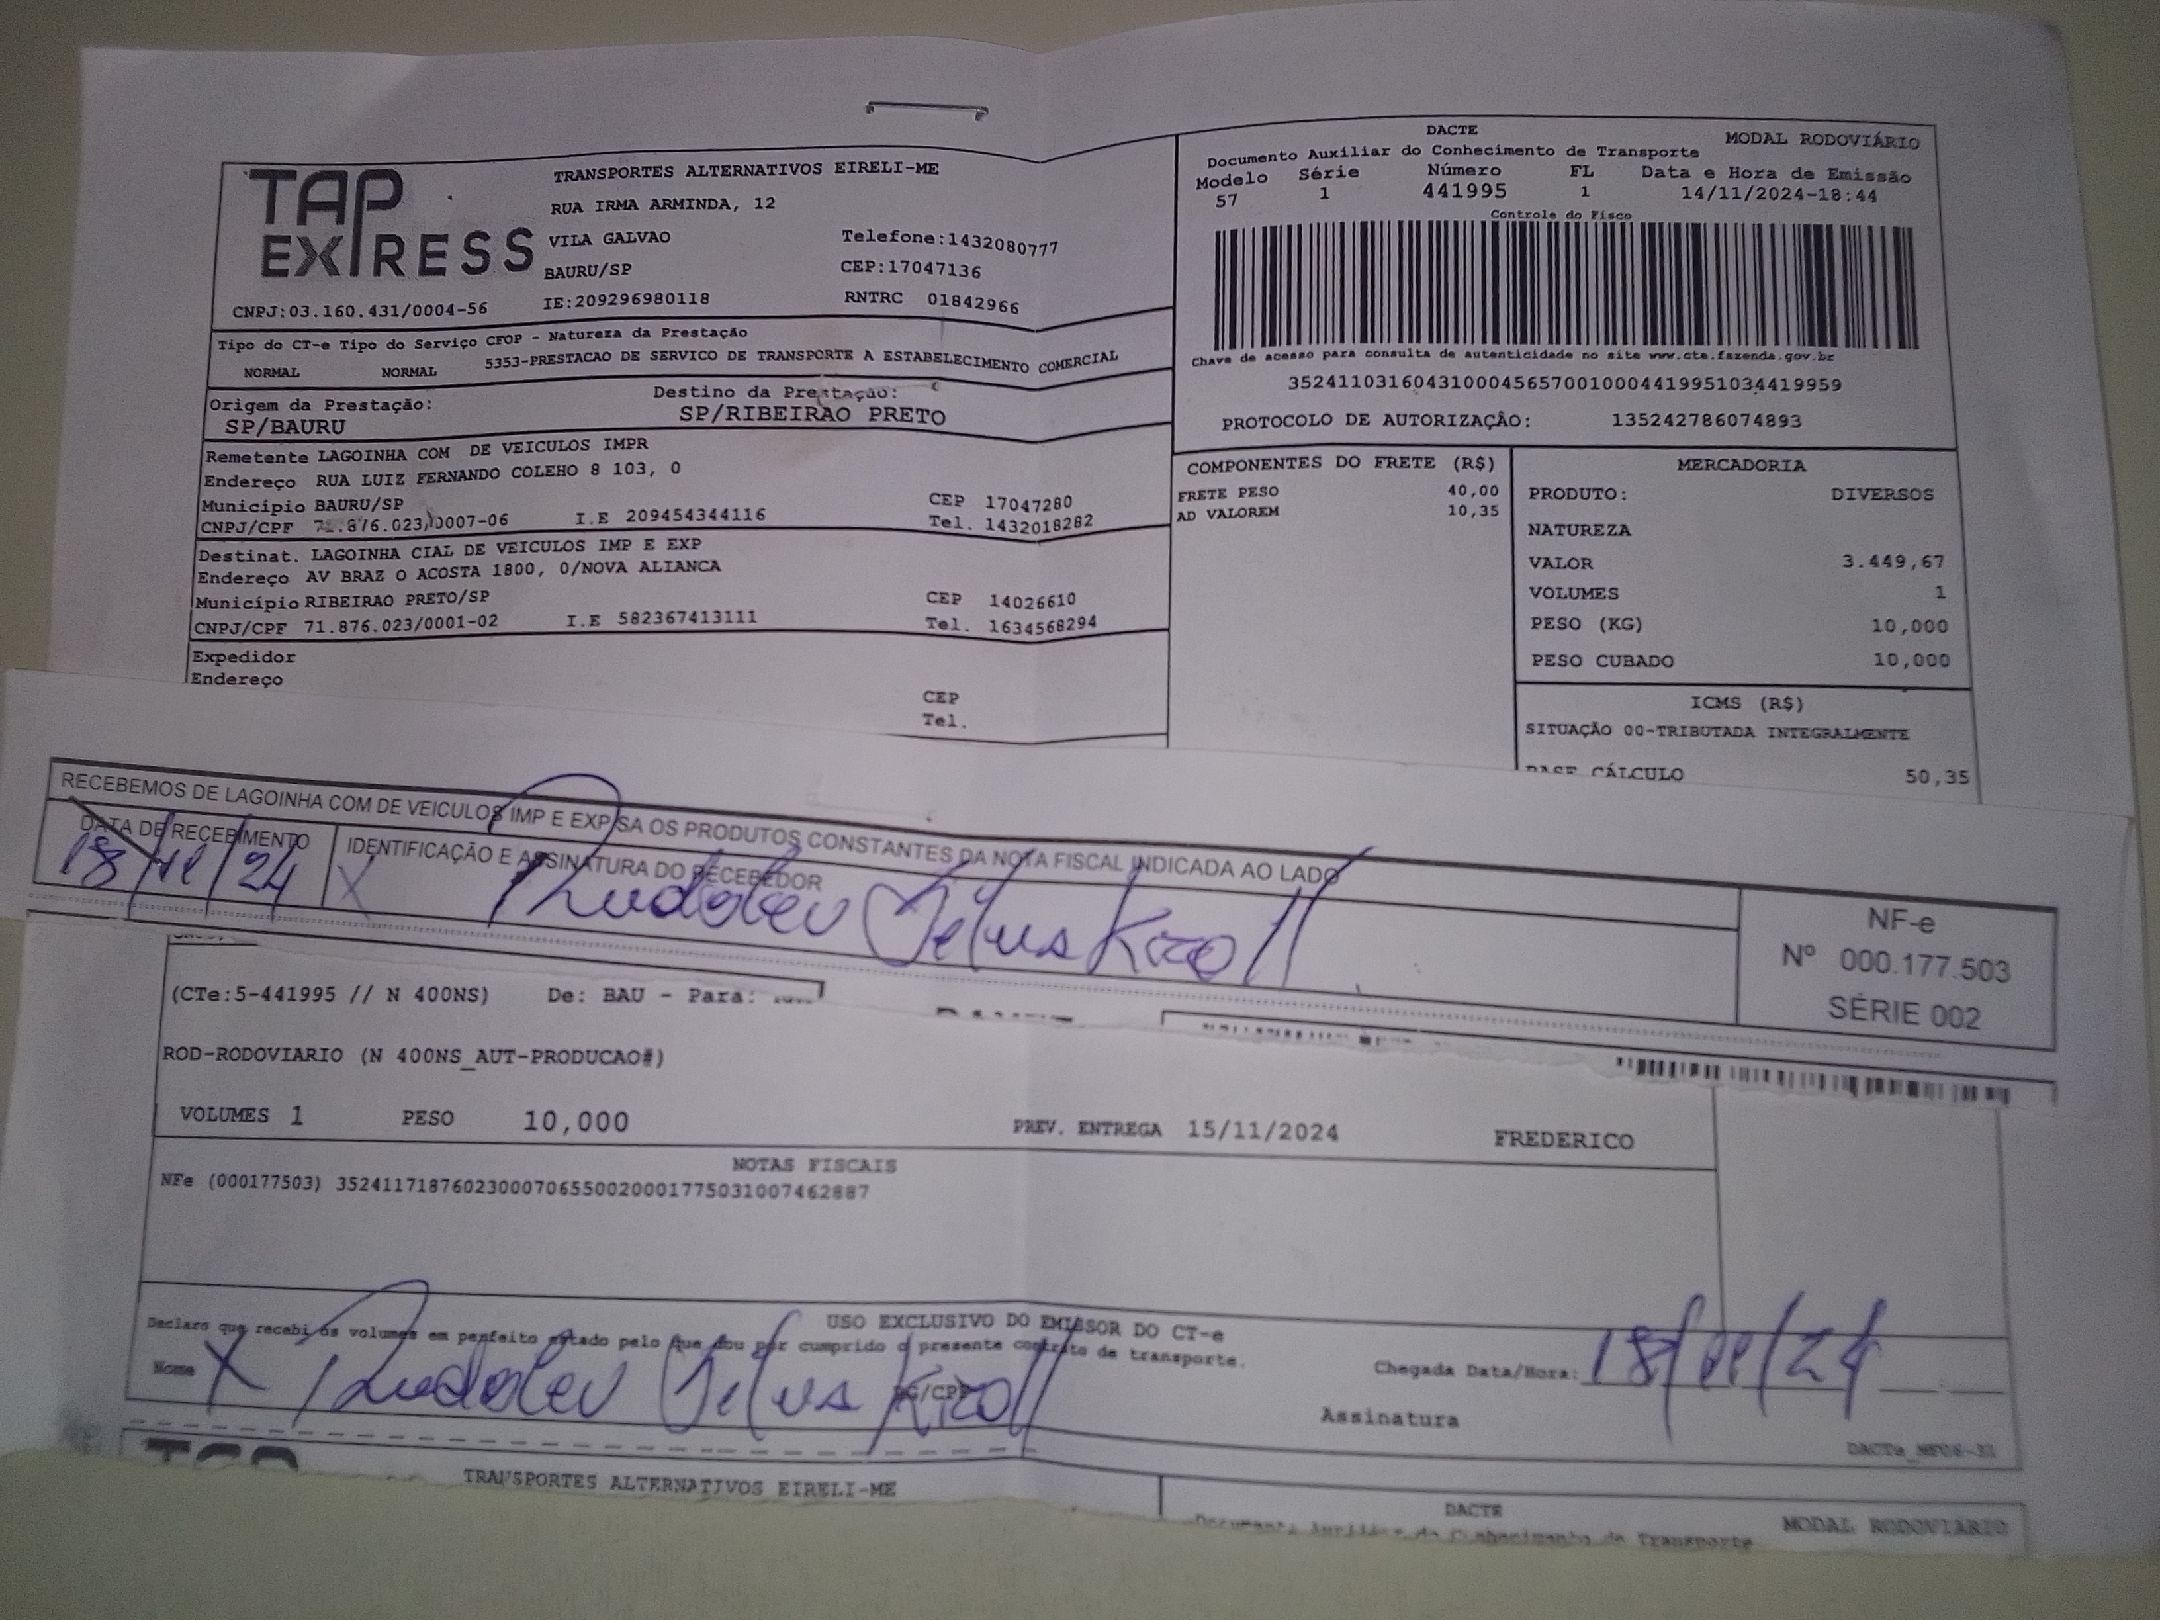 TAP EXPRESS
TRANSPORTES ALTERNATIVOS EIRELI-ME
RUA IRMA ARMINDA, 12
VILA GALVAO Telefone:1432080777
BAURU/SP CEP:17047136
CNPJ:03.160.431/0004-56 IE:209296980118 RNTRC 01842966
DACTE MODAL RODOVIÁRIO
Documento Auxiliar do Conhecimento de Transporte
Modelo Série Número FL Data e Hora de Emissão
57 1 441995 1 14/11/2024-18:44
Controle do Fisco
Chave de acesso para consulta de autenticidade no site www.cte.fazenda.gov.br
35241103160431000456570010004419951034419959
PROTOCOLO DE AUTORIZAÇÂO: 135242786074893
Tipo do CT-e Tipo do Serviço CFOP - Natureza da Prestação
NORMAL NORMAL 5353-PRESTACAO DE SERVICO DE TRANSPORTE A ESTABELECIMENTO COMERCIAL
Origem da Prestação: Destino da Prestação:
SP/BAURU SP/RIBEIRAO PRETO
Remetente LAGOINHA COM DE VEICULOS IMPR
Endereço RUA LUIZ FERNANDO COLEHO 8 103, 0
Município BAURU/SP CEP 17047280
CNPJ/CPF 71.876.023/0007-06 I.E 209454344116 Tel. 1432018282
Destinat. LAGOINHA CIAL DE VEICULOS IMP E EXP
Endereço AV BRAZ O ACOSTA 1800, 0/NOVA ALIANCA
Município RIBEIRAO PRETO/SP CEP 14026610
CNPJ/CPF 71.876.023/0001-02 I.E 582367413111 Tel. 1634568294
Expedidor
Endereço
CEP
Tel.
COMPONENTES DO FRETE (R$)
FRETE PESO 40,00
AD VALOREM 10,35
MERCADORIA
PRODUTO: DIVERSOS
NATUREZA
VALOR 3.449,67
VOLUMES 1
PESO (KG) 10,000
PESO CUBADO 10,000
ICMS (R$)
SITUAÇÃO 00-TRIBUTADA INTEGRALMENTE
BASE CÁLCULO 50,35
RECEBEMOS DE LAGOINHA COM DE VEICULOS IMP E EXP SA OS PRODUTOS CONSTANTES DA NOTA FISCAL INDICADA AO LADO
DATA DE RECEBIMENTO IDENTIFICAÇÃO E ASSINATURA DO RECEBEDOR
18/11/24 X
NF-e
Nº 000.177.503
SÉRIE 002
(CTe:5-441995 // N 400NS) De: BAU - Para:
ROD-RODOVIARIO (N 400NS_AUT-PRODUCAO#)
VOLUMES 1 PESO 10,000 PREV. ENTREGA 15/11/2024 FREDERICO
NOTAS FISCAIS
NFe (000177503) 35241171876023000706550020001775031007462887
USO EXCLUSIVO DO EMISSOR DO CT-e
Declaro que recebi os volumes em perfeito estado pelo que dou por cumprido o presente contrato de transporte.
Nome X RG/CPF Chegada Data/Hora: 18/11/24
Assinatura
TRANSPORTES ALTERNATIVOS EIRELI-ME
DACTE MODAL RODOVIÁRIO
Documento Auxiliar do Conhecimento de Transporte